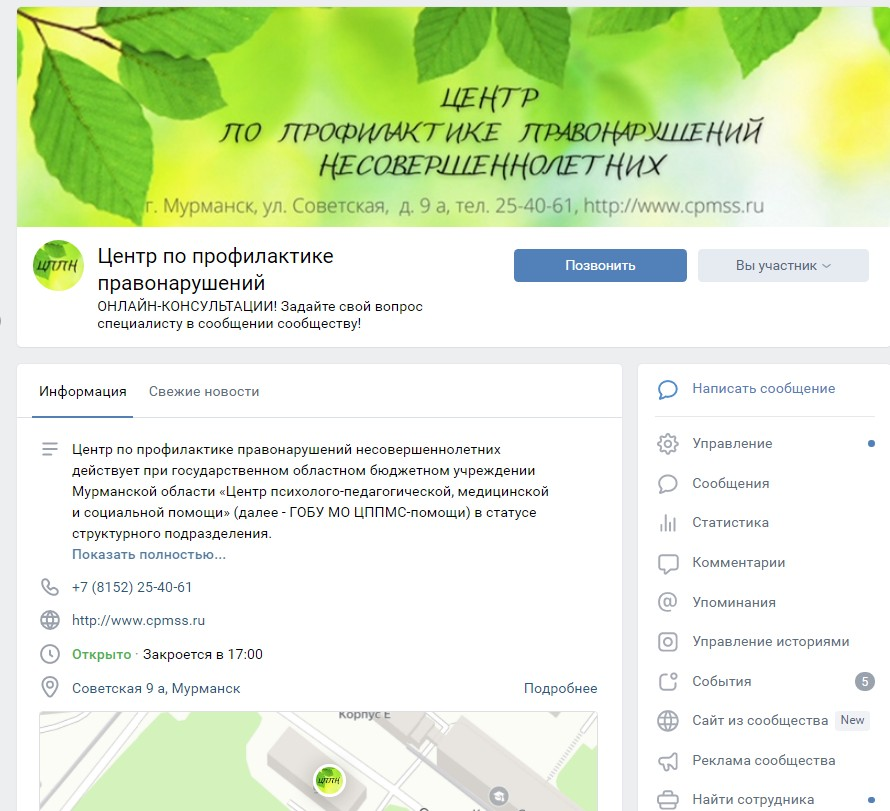 ЦЕНТР
ПО ПРОФИЛАКТИКЕ ПРАВОНАРУШЕНИЙ
НЕСОВЕРШЕННОЛЕТНИХ
г. Мурманск, ул. Советская, д. 9 а, тел. 25-40-61, http://www.cpmss.ru
ЦППН
Центр по профилактике
правонарушений
ОНЛАЙН-КОНСУЛЬТАЦИИ! Задайте свой вопрос
специалисту в сообщении сообществу!
Позвонить
Вы участник
Информация
Свежие новости
Центр по профилактике правонарушений несовершеннолетних
действует при государственном областном бюджетном учреждении
Мурманской области «Центр психолого-педагогической, медицинской
и социальной помощи» (далее - ГОБУ МО ЦППМС-помощи) в статусе
структурного подразделения.
Показать полностью...
+7 (8152) 25-40-61
http://www.cpmss.ru
Открыто · Закроется в 17:00
Советская 9 а, Мурманск
Подробнее
Корпус Е
ЦППН
Написать сообщение
Управление
Сообщения
Статистика
Комментарии
Упоминания
Управление историями
События 5
Сайт из сообщества New
Реклама сообщества
Найти сотрудника